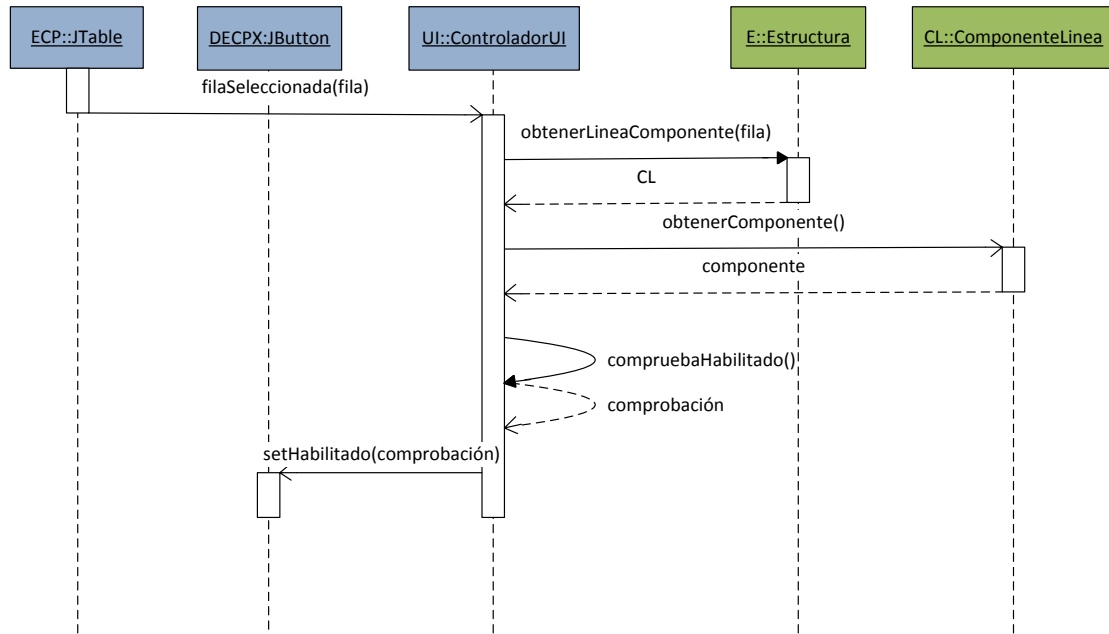 ECP::JTable
DECPX:JButton
UI::ControladorUI
E::Estructura
CL::ComponenteLinea
filaSeleccionada(fila)
obtenerLineaComponente(fila)
CL
obtenerComponente()
componente
compruebaHabilitado()
comprobación
setHabilitado(comprobación)